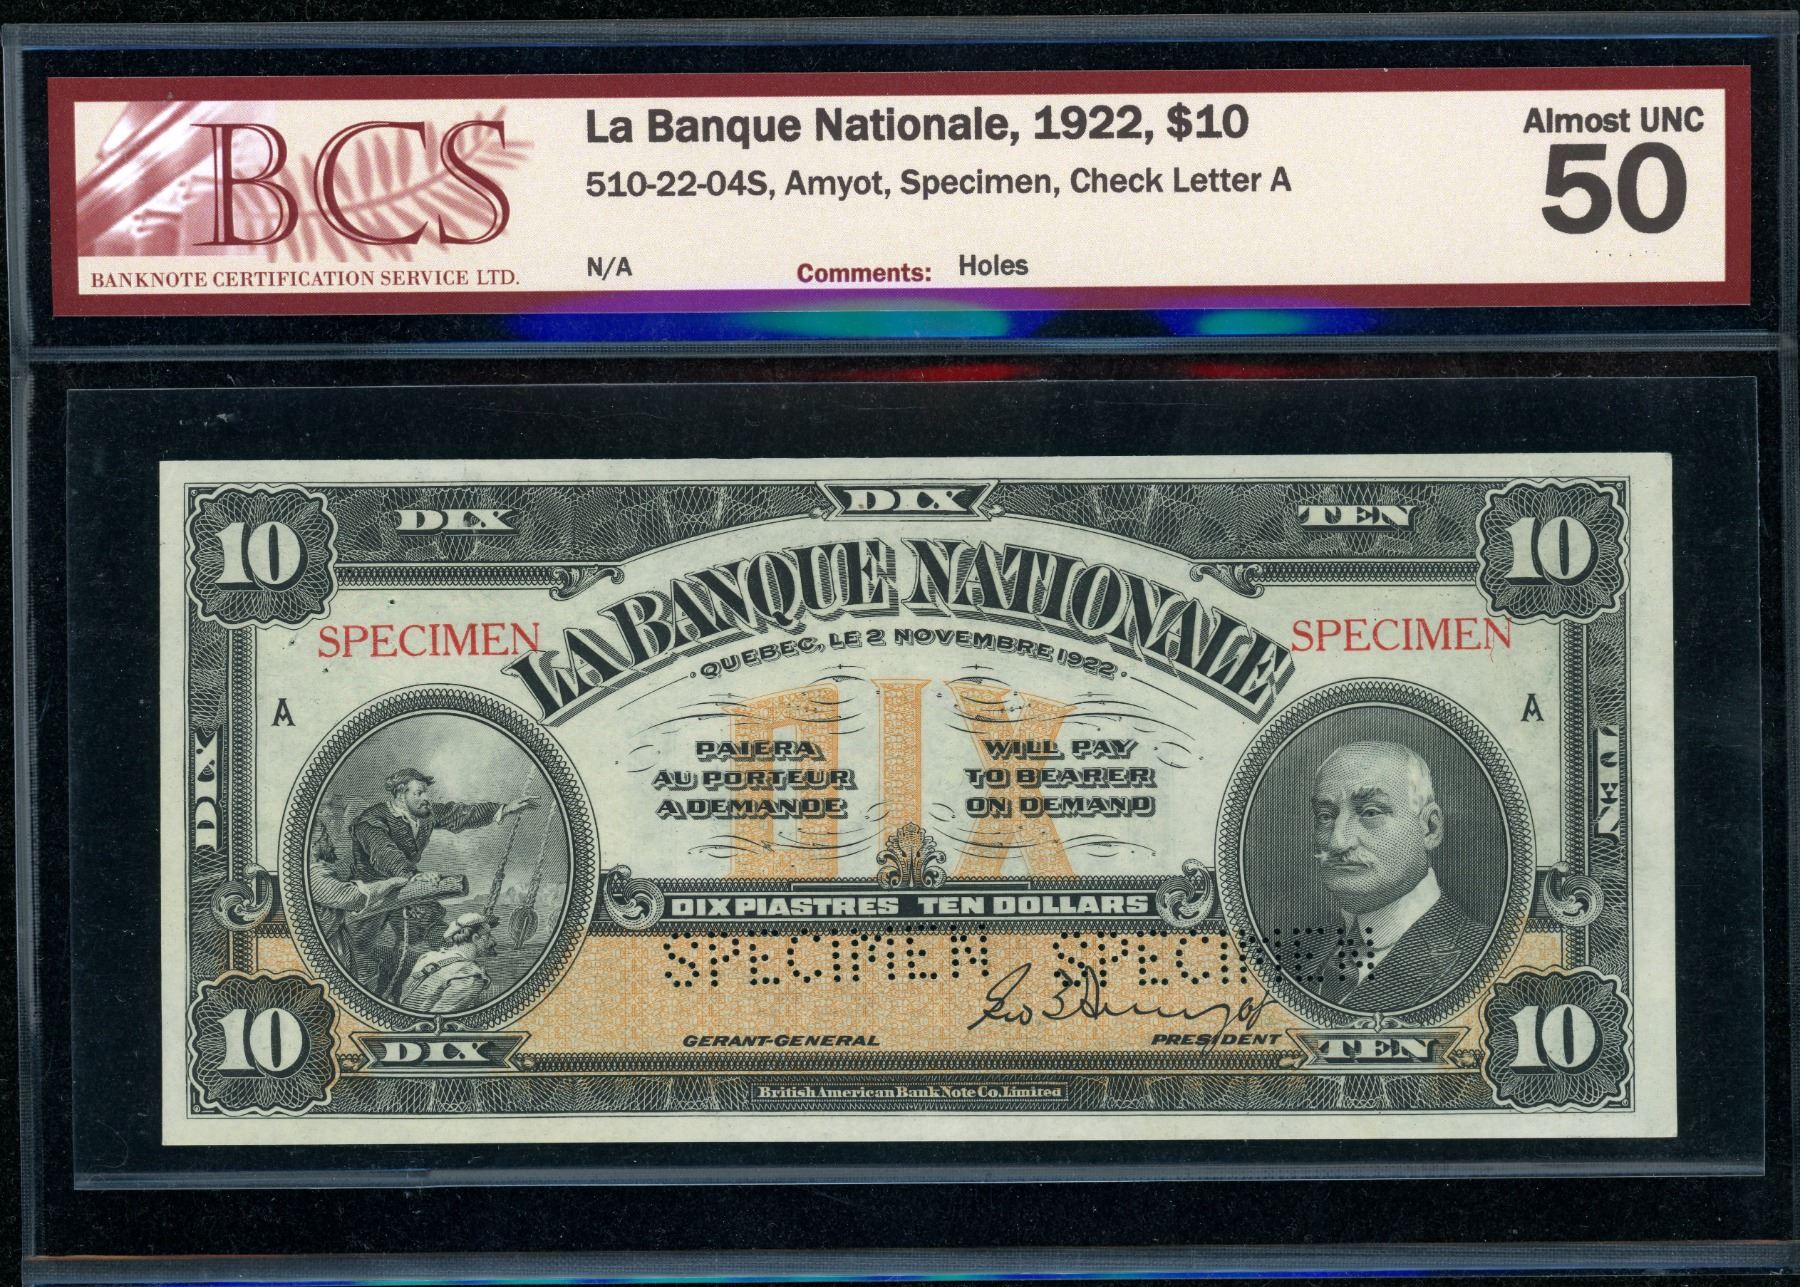 BCS
BANKNOTE CERTIFICATION SERVICE LTD.
La Banque Nationale, 1922, $10
510-22-04S, Amyot, Specimen, Check Letter A
N/A
Comments: Holes
Almost UNC
50
10 DIX DIX TEN 10
LA BANQUE NATIONALE
QUEBEC, LE 2 NOVEMBRE 1922
SPECIMEN SPECIMEN
A A
DIX
DIX TEN
PAIERA WILL PAY
AU PORTEUR TO BEARER
A DEMANDE ON DEMAND
DIX PIASTRES TEN DOLLARS
SPECIMEN SPECIMEN
Geo E Amyot
GERANT-GENERAL PRESIDENT
10 DIX TEN 10
British American Bank Note Co. Limited